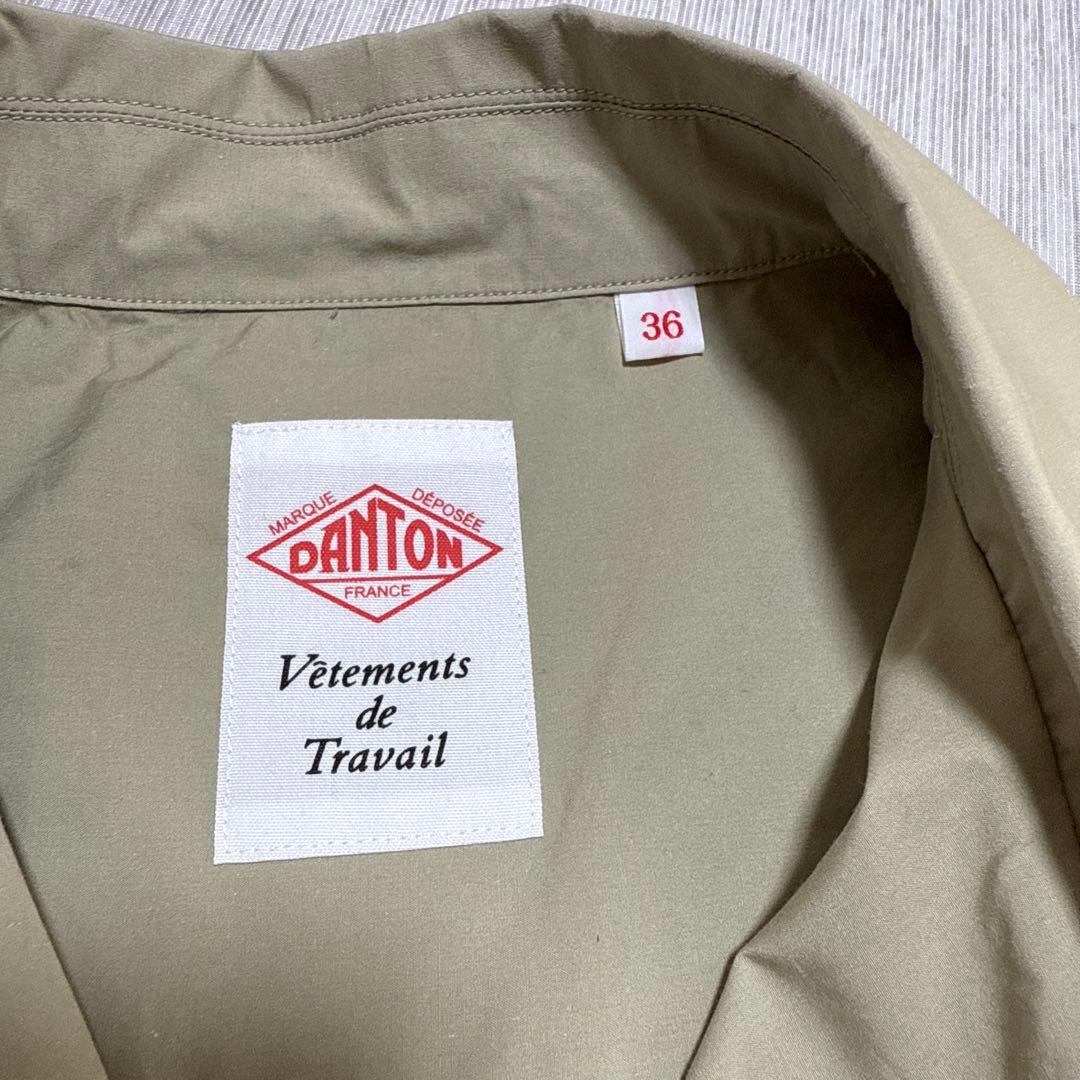 36
MARQUE DÉPOSÉE
DANTON
FRANCE
Vêtements
de
Travail